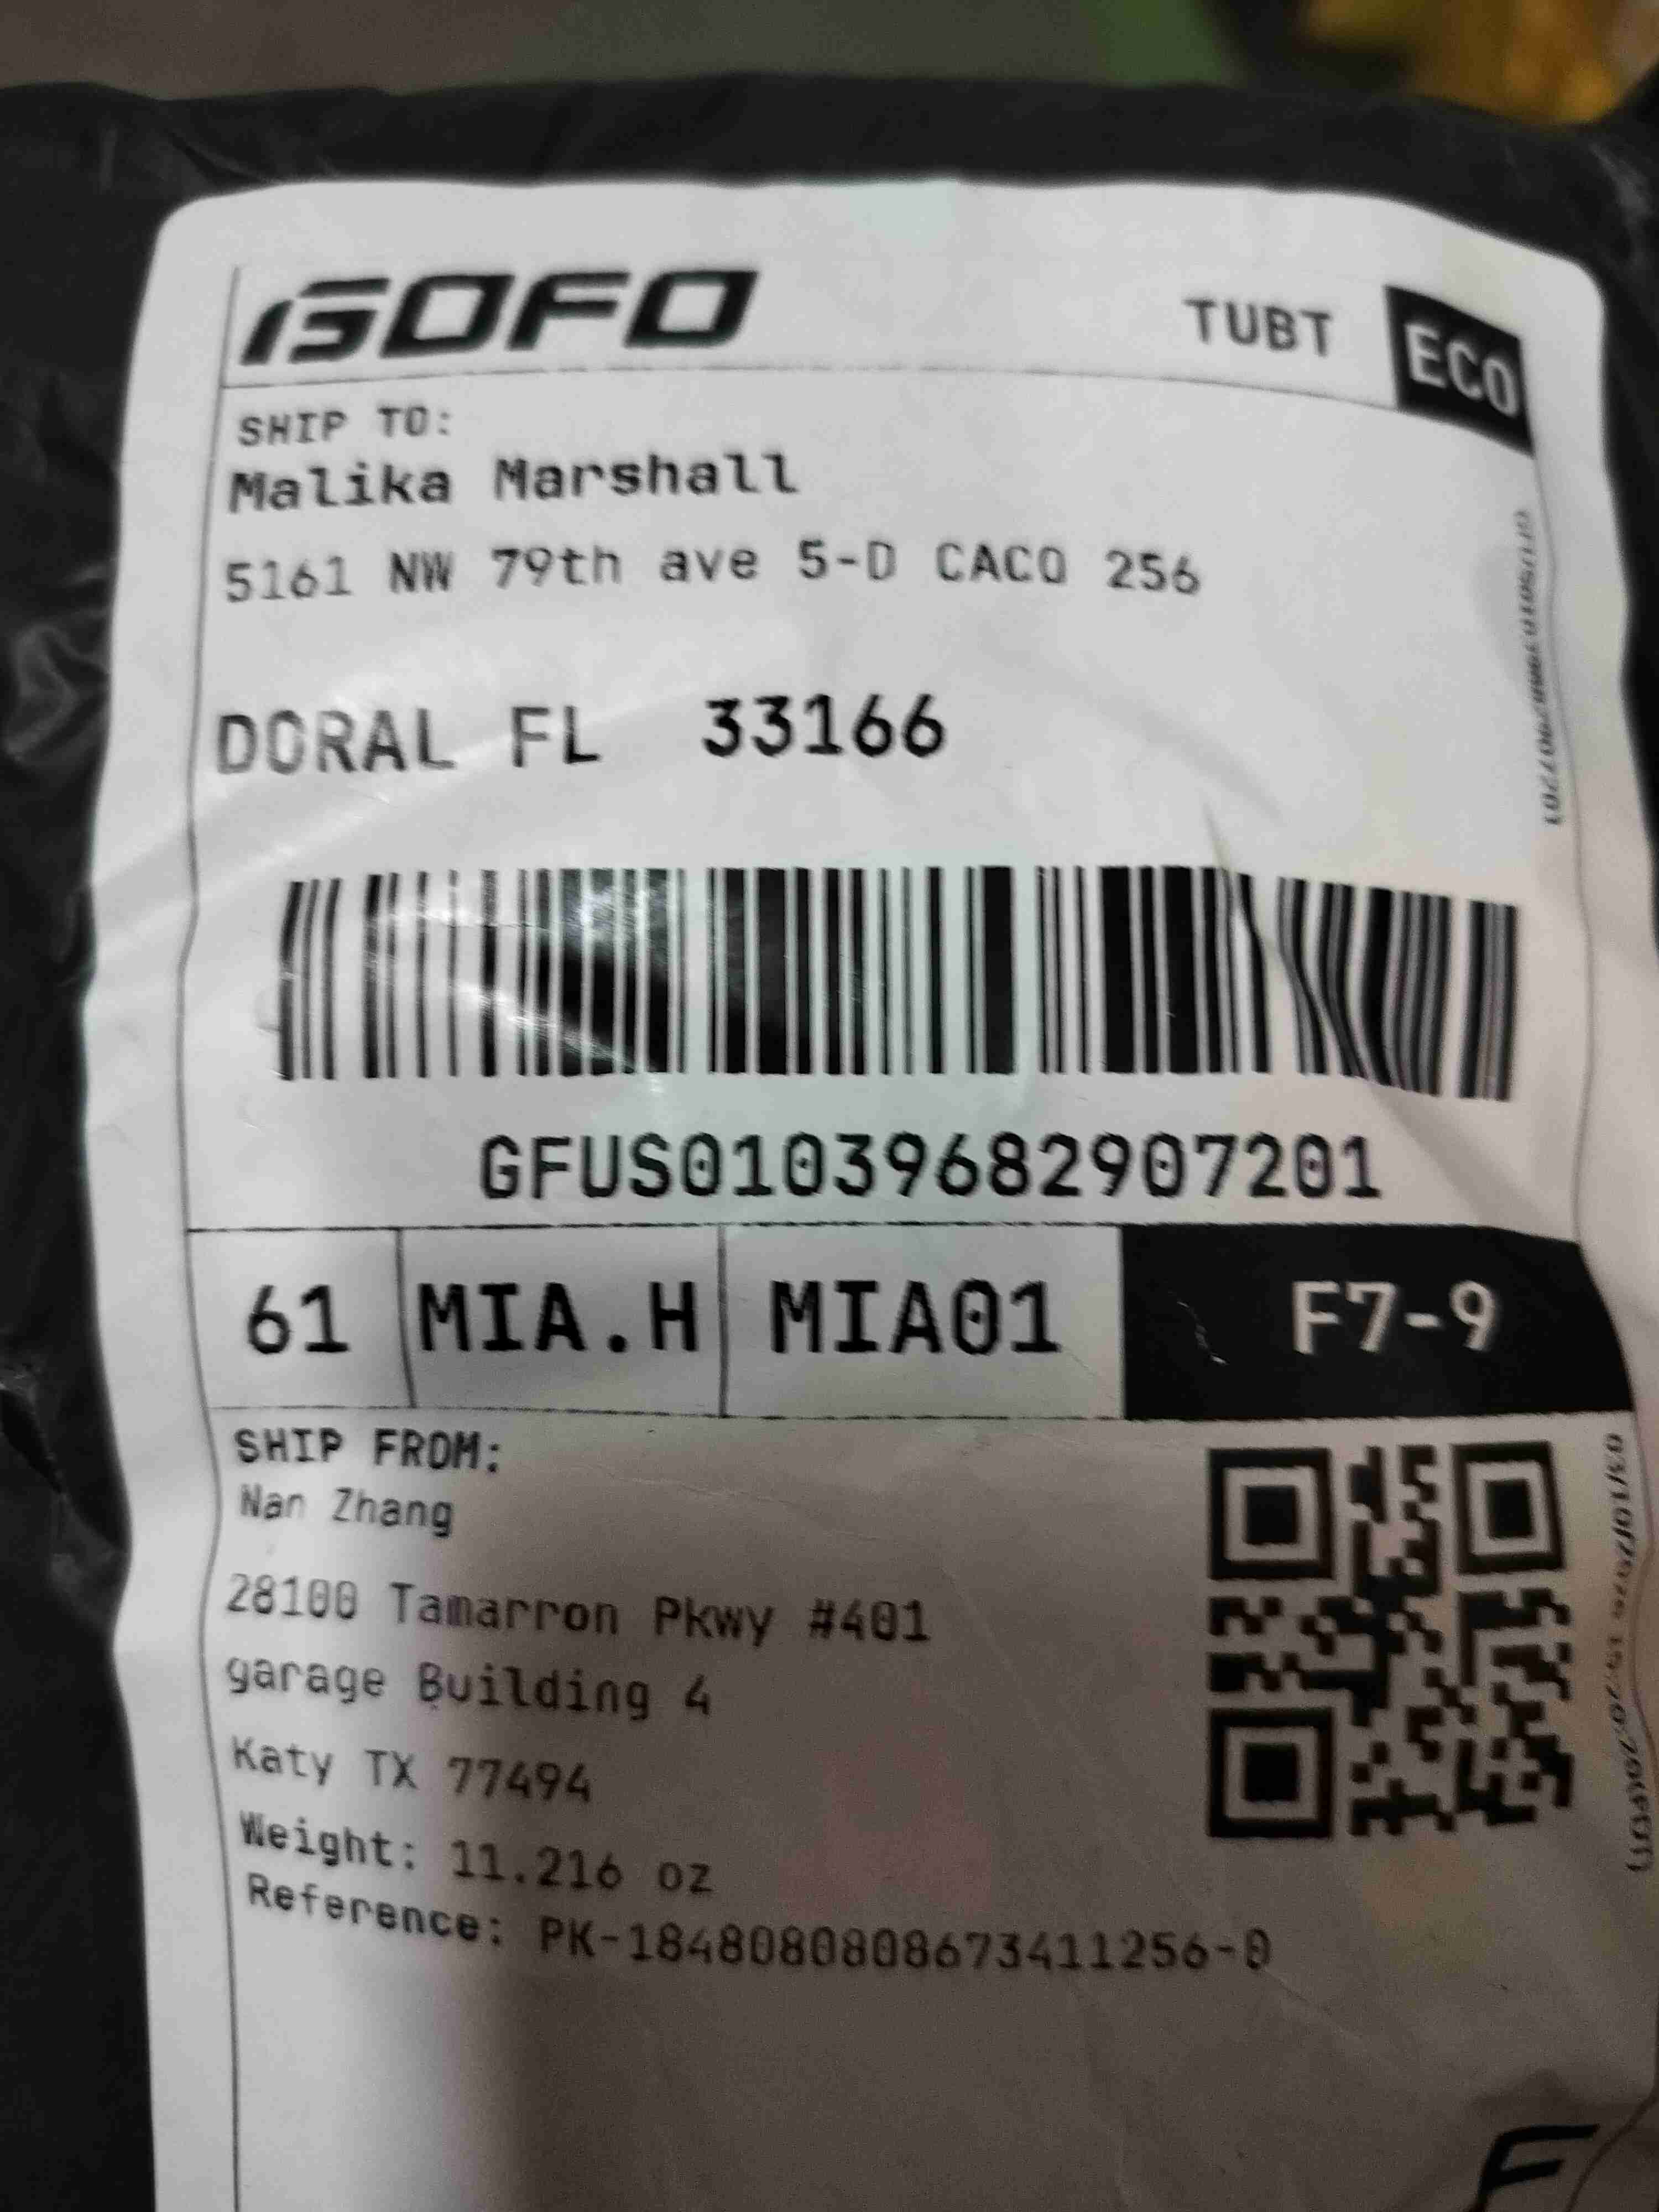 GOFO
TUBT
ECO
SHIP TO:
Malika Marshall
5161 NW 79th ave 5-D CACO 256
DORAL FL 33166
GFUS01039682907201
61
MIA.H
MIA01
F7-9
SHIP FROM:
Nan Zhang
28100 Tamarron Pkwy #401
garage Building 4
Katy TX 77494
Weight: 11.216 oz
Reference: PK-1848080808673411256-0